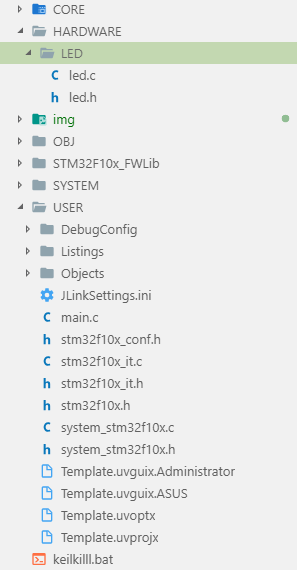 CORE
HARDWARE
LED
C led.c
h led.h
img
OBJ
STM32F10x_FWLib
SYSTEM
USER
DebugConfig
Listings
Objects
JLinkSettings.ini
C main.c
h stm32f10x_conf.h
C stm32f10x_it.c
h stm32f10x_it.h
h stm32f10x.h
C system_stm32f10x.c
h system_stm32f10x.h
Template.uvguix.Administrator
Template.uvguix.ASUS
Template.uvoptx
Template.uvprojx
keilkilll.bat